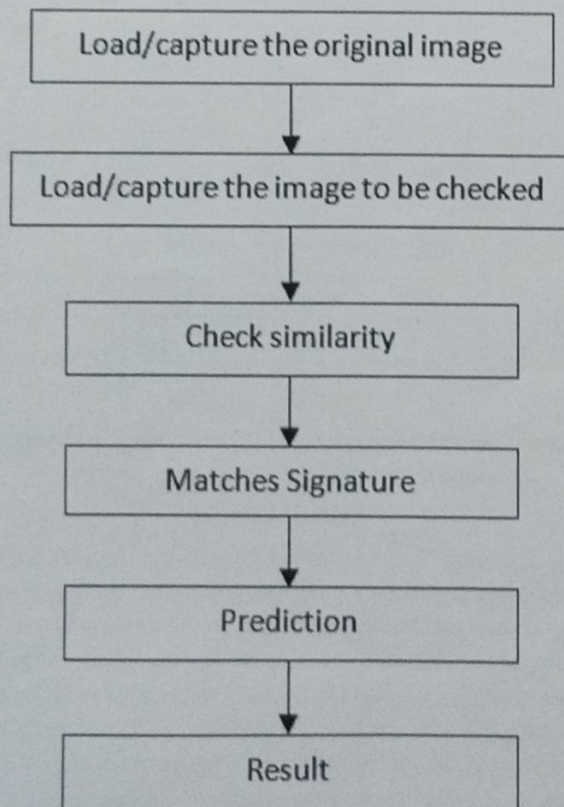 Load/capture the original image
Load/capture the image to be checked
Check similarity
Matches Signature
Prediction
Result